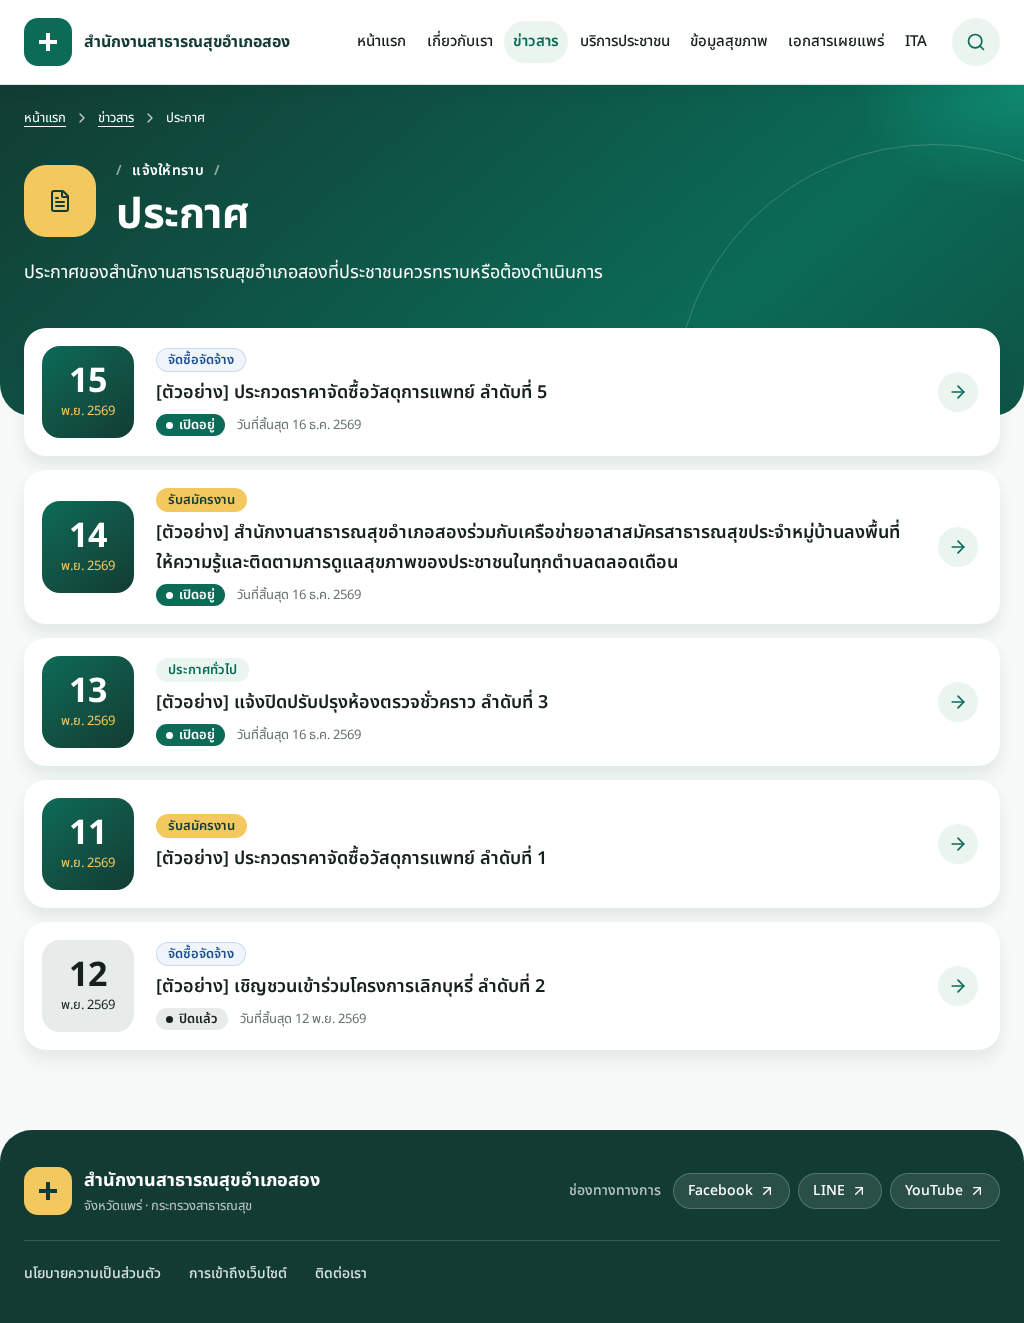 สำนักงานสาธารณสุขอำเภอสอง
หน้าแรก
เกี่ยวกับเรา
ข่าวสาร
บริการประชาชน
ข้อมูลสุขภาพ
เอกสารเผยแพร่
ITA
หน้าแรก
ข่าวสาร
ประกาศ
/ แจ้งให้ทราบ /
ประกาศ
ประกาศของสำนักงานสาธารณสุขอำเภอสองที่ประชาชนควรทราบหรือต้องดำเนินการ
15
พ.ย. 2569
จัดซื้อจัดจ้าง
[ตัวอย่าง] ประกวดราคาจัดซื้อวัสดุการแพทย์ ลำดับที่ 5
เปิดอยู่
วันที่สิ้นสุด 16 ธ.ค. 2569
14
พ.ย. 2569
รับสมัครงาน
[ตัวอย่าง] สำนักงานสาธารณสุขอำเภอสองร่วมกับเครือข่ายอาสาสมัครสาธารณสุขประจำหมู่บ้านลงพื้นที่
ให้ความรู้และติดตามการดูแลสุขภาพของประชาชนในทุกตำบลตลอดเดือน
เปิดอยู่
วันที่สิ้นสุด 16 ธ.ค. 2569
13
พ.ย. 2569
ประกาศทั่วไป
[ตัวอย่าง] แจ้งปิดปรับปรุงห้องตรวจชั่วคราว ลำดับที่ 3
เปิดอยู่
วันที่สิ้นสุด 16 ธ.ค. 2569
11
พ.ย. 2569
รับสมัครงาน
[ตัวอย่าง] ประกวดราคาจัดซื้อวัสดุการแพทย์ ลำดับที่ 1
12
พ.ย. 2569
จัดซื้อจัดจ้าง
[ตัวอย่าง] เชิญชวนเข้าร่วมโครงการเลิกบุหรี่ ลำดับที่ 2
ปิดแล้ว
วันที่สิ้นสุด 12 พ.ย. 2569
สำนักงานสาธารณสุขอำเภอสอง
จังหวัดแพร่ · กระทรวงสาธารณสุข
ช่องทางทางการ
Facebook
LINE
YouTube
นโยบายความเป็นส่วนตัว
การเข้าถึงเว็บไซต์
ติดต่อเรา